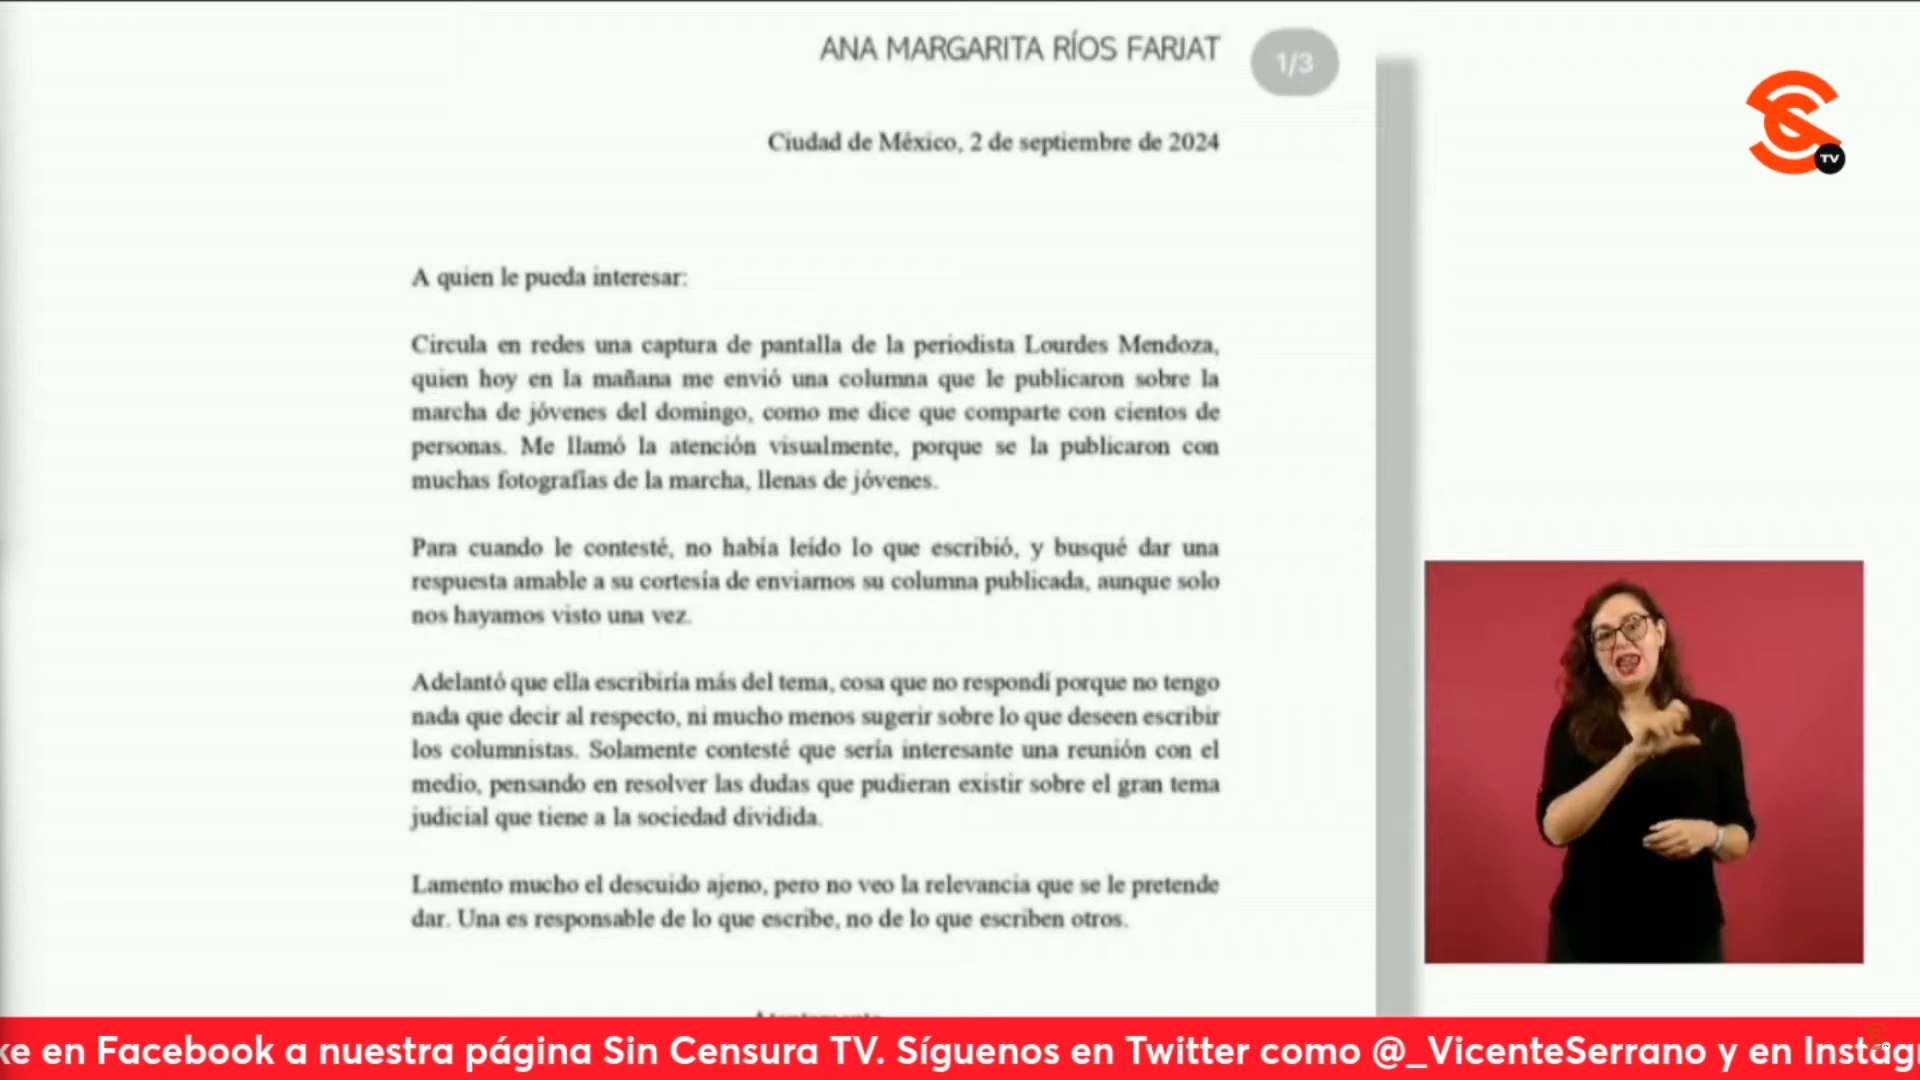 ANA MARGARITA RÍOS FARJAT
1/3
TV
Ciudad de México, 2 de septiembre de 2024
A quien le pueda interesar:
Circula en redes una captura de pantalla de la periodista Lourdes Mendoza,
quien hoy en la mañana me envió una columna que le publicaron sobre la
marcha de jóvenes del domingo, como me dice que comparte con cientos de
personas. Me llamó la atención visualmente, porque se la publicaron con
muchas fotografías de la marcha, llenas de jóvenes.
Para cuando le contesté, no había leído lo que escribió, y busqué dar una
respuesta amable a su cortesía de enviarnos su columna publicada, aunque solo
nos hayamos visto una vez.
Adelantó que ella escribiría más del tema, cosa que no respondí porque no tengo
nada que decir al respecto, ni mucho menos sugerir sobre lo que deseen escribir
los columnistas. Solamente contesté que sería interesante una reunión con el
medio, pensando en resolver las dudas que pudieran existir sobre el gran tema
judicial que tiene a la sociedad dividida.
Lamento mucho el descuido ajeno, pero no veo la relevancia que se le pretende
dar. Una es responsable de lo que escribe, no de lo que escriben otros.
ke en Facebook a nuestra página Sin Censura TV. Síguenos en Twitter como @_VicenteSerrano y en Instag